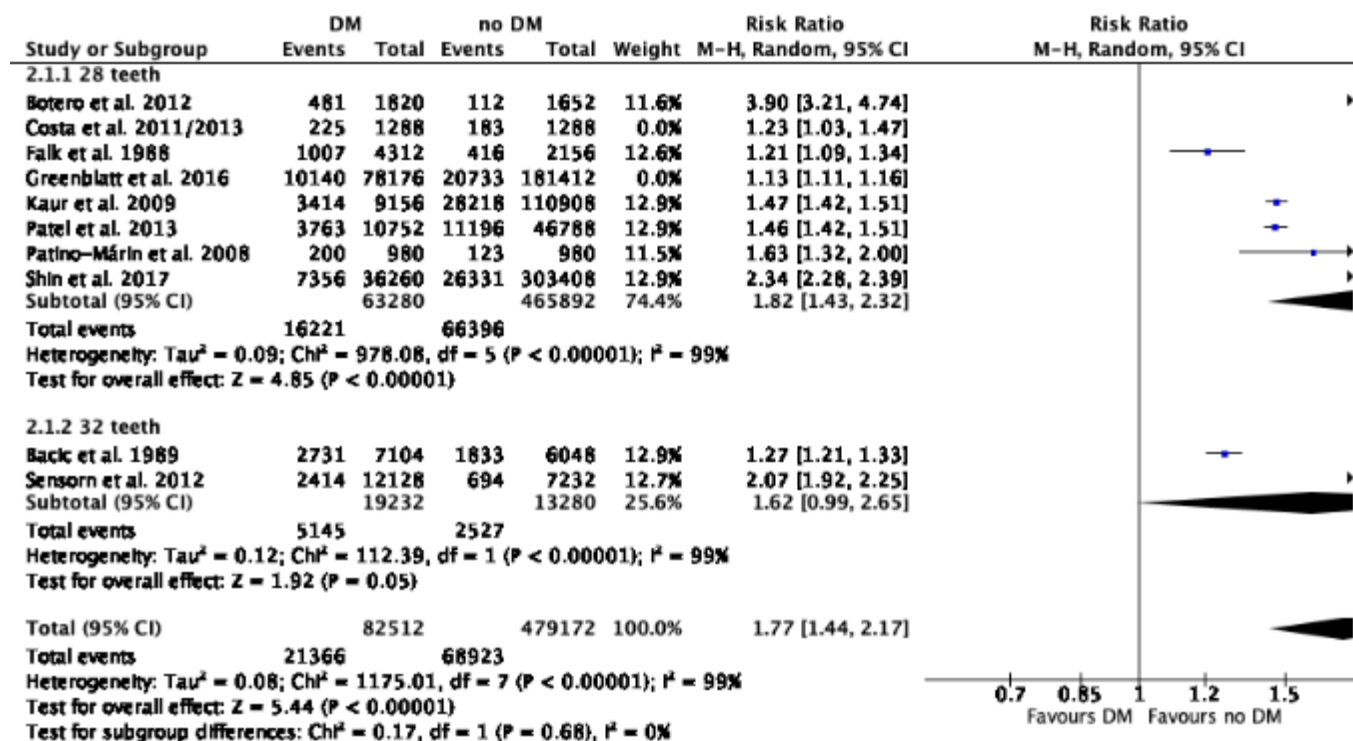 DM no DM Risk Ratio Risk Ratio
Study or Subgroup Events Total Events Total Weight M-H, Random, 95% CI M-H, Random, 95% CI
2.1.1 28 teeth
Botero et al. 2012 481 1820 112 1652 11.6% 3.90 [3.21, 4.74]
Costa et al. 2011/2013 225 1288 183 1288 0.0% 1.23 [1.03, 1.47]
Falk et al. 1988 1007 4312 416 2156 12.6% 1.21 [1.09, 1.34]
Greenblatt et al. 2016 10140 78176 20733 181412 0.0% 1.13 [1.11, 1.16]
Kaur et al. 2009 3414 9156 28218 110908 12.9% 1.47 [1.42, 1.51]
Patel et al. 2013 3763 10752 11196 46788 12.9% 1.46 [1.42, 1.51]
Patino-Márin et al. 2008 200 980 123 980 11.5% 1.63 [1.32, 2.00]
Shin et al. 2017 7356 36260 26331 303408 12.9% 2.34 [2.28, 2.39]
Subtotal (95% CI) 63280 465892 74.4% 1.82 [1.43, 2.32]
Total events 16221 66396
Heterogeneity: Tau² = 0.09; Chi² = 978.08, df = 5 (P < 0.00001); I² = 99%
Test for overall effect: Z = 4.85 (P < 0.00001)
2.1.2 32 teeth
Bacic et al. 1989 2731 7104 1833 6048 12.9% 1.27 [1.21, 1.33]
Sensorn et al. 2012 2414 12128 694 7232 12.7% 2.07 [1.92, 2.25]
Subtotal (95% CI) 19232 13280 25.6% 1.62 [0.99, 2.65]
Total events 5145 2527
Heterogeneity: Tau² = 0.12; Chi² = 112.39, df = 1 (P < 0.00001); I² = 99%
Test for overall effect: Z = 1.92 (P = 0.05)
Total (95% CI) 82512 479172 100.0% 1.77 [1.44, 2.17]
Total events 21366 68923
Heterogeneity: Tau² = 0.08; Chi² = 1175.01, df = 7 (P < 0.00001); I² = 99%
Test for overall effect: Z = 5.44 (P < 0.00001)
Test for subgroup differences: Chi² = 0.17, df = 1 (P = 0.68), I² = 0%
0.7 0.85 1 1.2 1.5
Favours DM Favours no DM